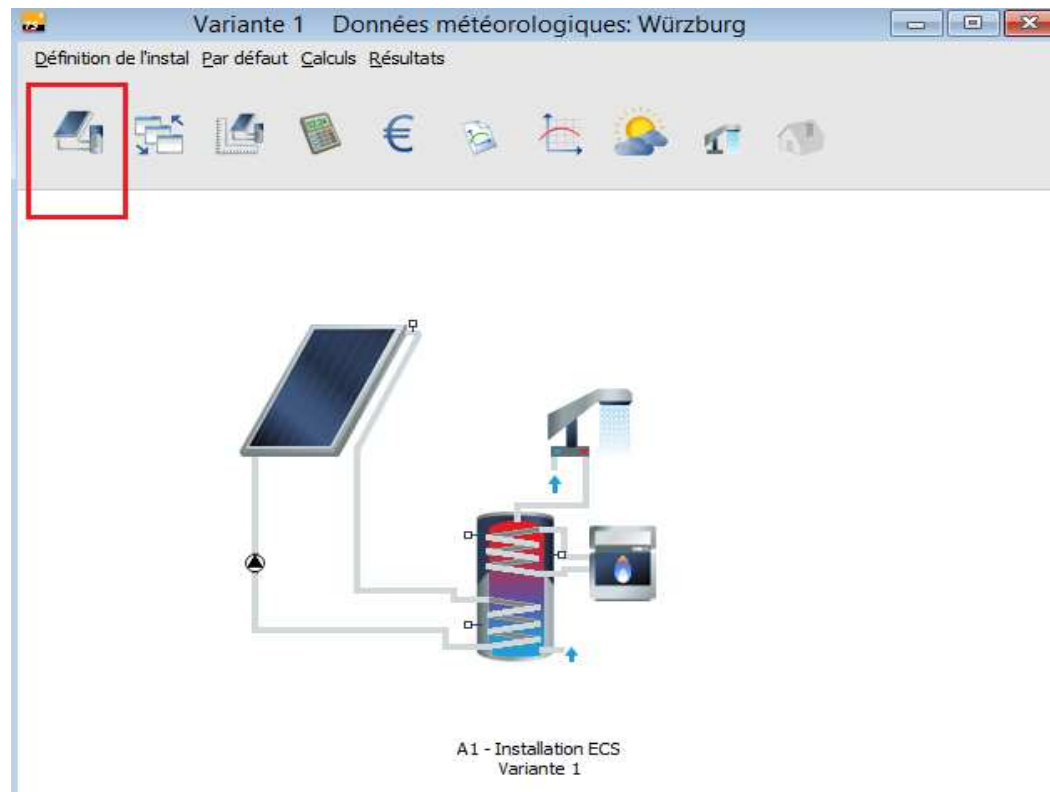 Variante 1 Données météorologiques: Würzburg
Définition de l'instal Par défaut Calculs Résultats
€
A1 - Installation ECS
Variante 1